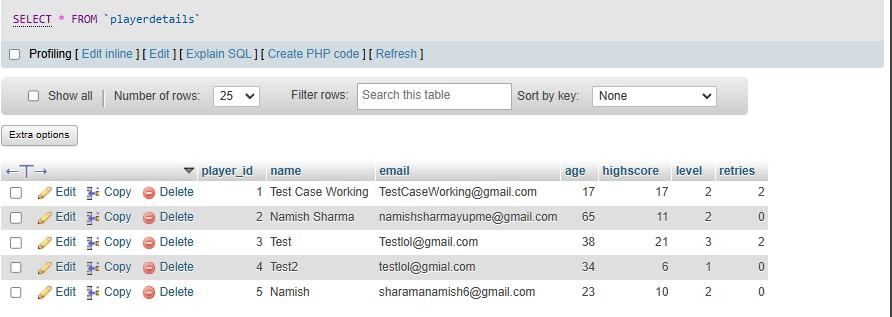 SELECT * FROM `playerdetails`
Profiling [ Edit inline ] [ Edit ] [ Explain SQL ] [ Create PHP code ] [ Refresh ]
Show all | Number of rows: 25 Filter rows: Search this table Sort by key: None
Extra options
←T→ player_id name email age highscore level retries
Edit Copy Delete 1 Test Case Working TestCaseWorking@gmail.com 17 17 2 2
Edit Copy Delete 2 Namish Sharma namishsharmayupme@gmail.com 65 11 2 0
Edit Copy Delete 3 Test Testlol@gmail.com 38 21 3 2
Edit Copy Delete 4 Test2 testlol@gmial.com 34 6 1 0
Edit Copy Delete 5 Namish sharamanamish6@gmail.com 23 10 2 0